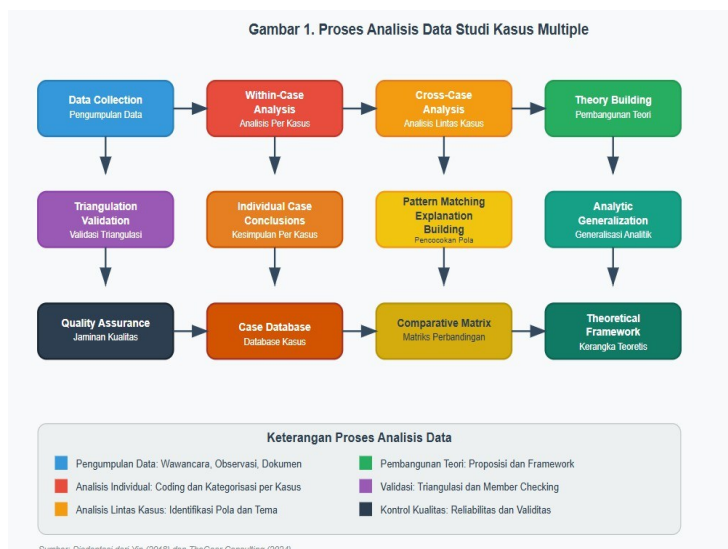 Gambar 1. Proses Analisis Data Studi Kasus Multiple
Data Collection
Pengumpulan Data
Within-Case
Analysis
Analisis Per Kasus
Cross-Case
Analysis
Analisis Lintas Kasus
Theory Building
Pembangunan Teori
Triangulation
Validation
Validasi Triangulasi
Individual Case
Conclusions
Kesimpulan Per Kasus
Pattern Matching
Explanation
Building
Pencocokan Pola
Analytic
Generalization
Generalisasi Analitik
Quality Assurance
Jaminan Kualitas
Case Database
Database Kasus
Comparative Matrix
Matriks Perbandingan
Theoretical
Framework
Kerangka Teoretis
Keterangan Proses Analisis Data
Pengumpulan Data: Wawancara, Observasi, Dokumen
Analisis Individual: Coding dan Kategorisasi per Kasus
Analisis Lintas Kasus: Identifikasi Pola dan Tema
Pembangunan Teori: Proposisi dan Framework
Validasi: Triangulasi dan Member Checking
Kontrol Kualitas: Reliabilitas dan Validitas